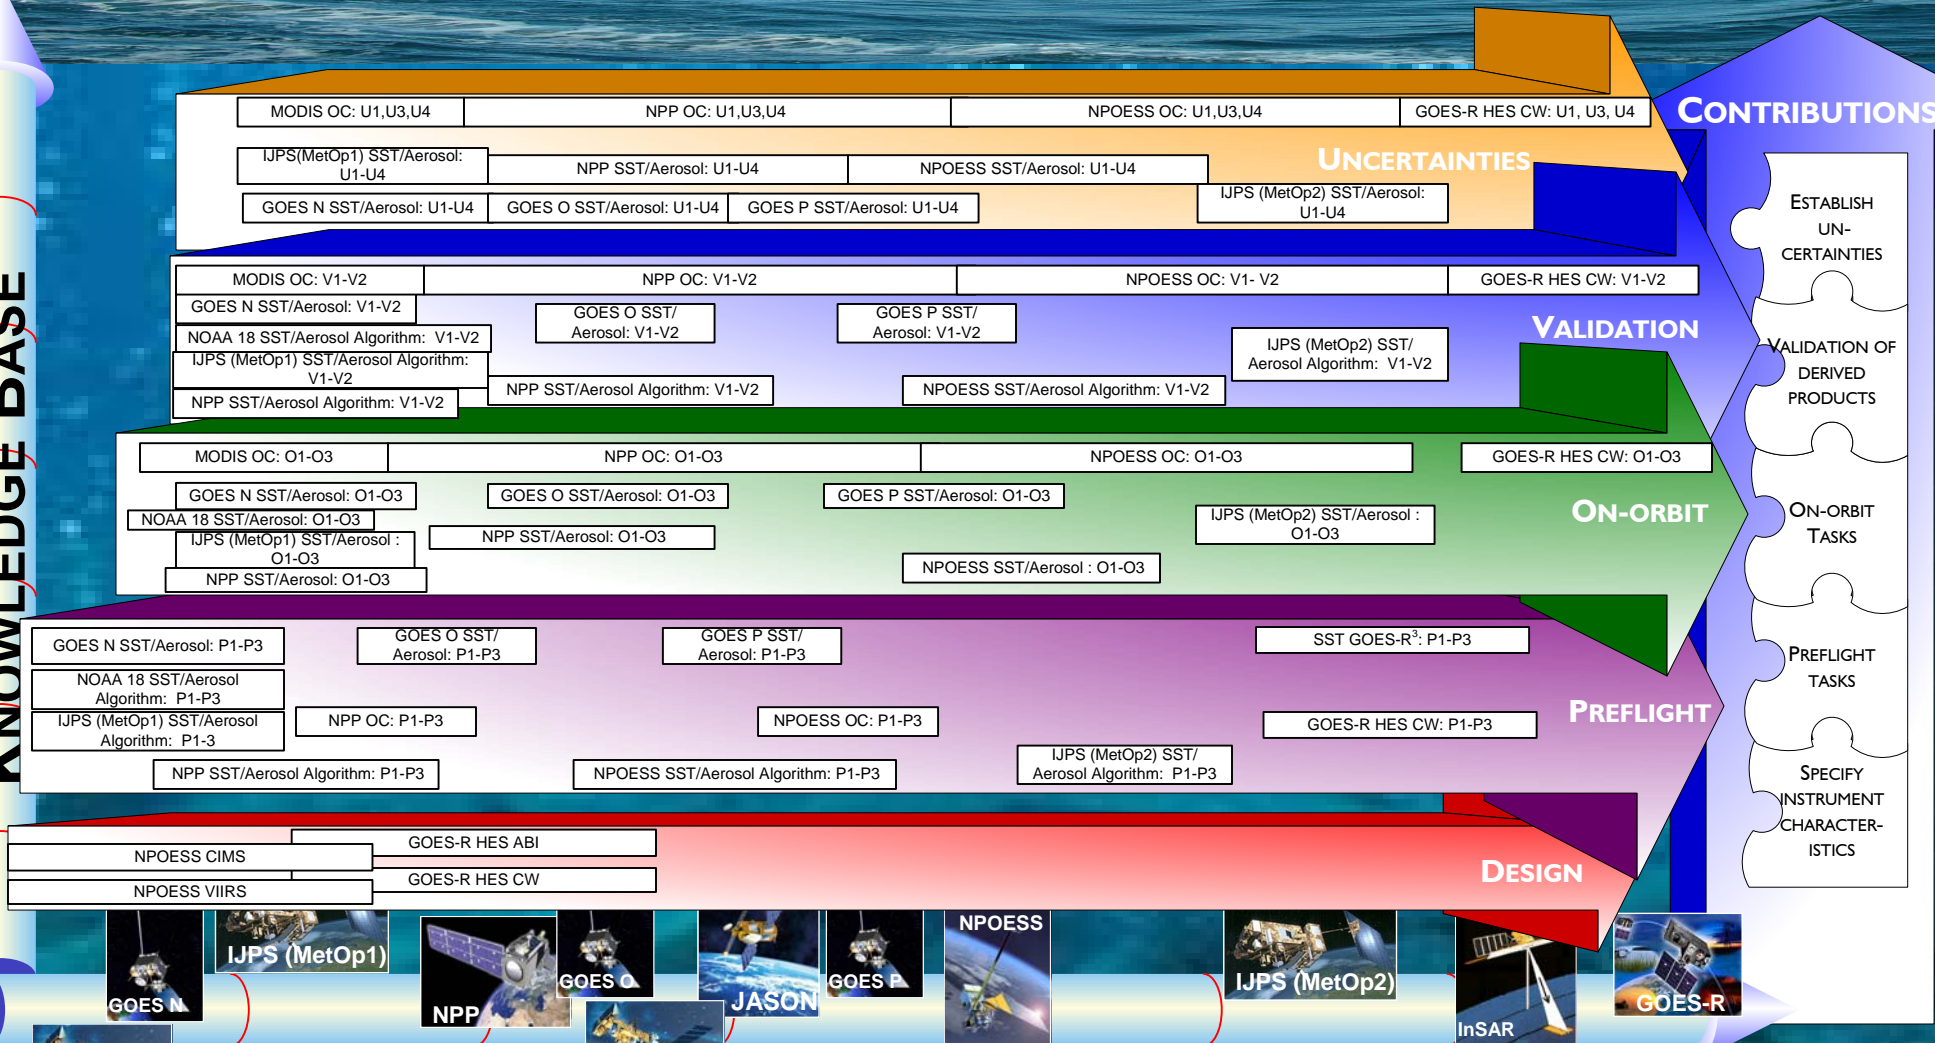 KNOWLEDGE BASE
CONTRIBUTIONS
MODIS OC: U1,U3,U4
NPP OC: U1,U3,U4
NPOESS OC: U1,U3,U4
GOES-R HES CW: U1, U3, U4
IJPS(MetOp1) SST/Aerosol:
U1-U4
NPP SST/Aerosol: U1-U4
NPOESS SST/Aerosol: U1-U4
UNCERTAINTIES
GOES N SST/Aerosol: U1-U4
GOES O SST/Aerosol: U1-U4
GOES P SST/Aerosol: U1-U4
IJPS (MetOp2) SST/Aerosol:
U1-U4
MODIS OC: V1-V2
NPP OC: V1-V2
NPOESS OC: V1- V2
GOES-R HES CW: V1-V2
GOES N SST/Aerosol: V1-V2
GOES O SST/
Aerosol: V1-V2
GOES P SST/
Aerosol: V1-V2
VALIDATION
NOAA 18 SST/Aerosol Algorithm: V1-V2
IJPS (MetOp2) SST/
Aerosol Algorithm: V1-V2
IJPS (MetOp1) SST/Aerosol Algorithm:
V1-V2
NPP SST/Aerosol Algorithm: V1-V2
NPOESS SST/Aerosol Algorithm: V1-V2
NPP SST/Aerosol Algorithm: V1-V2
MODIS OC: O1-O3
NPP OC: O1-O3
NPOESS OC: O1-O3
GOES-R HES CW: O1-O3
GOES N SST/Aerosol: O1-O3
GOES O SST/Aerosol: O1-O3
GOES P SST/Aerosol: O1-O3
ON-ORBIT
NOAA 18 SST/Aerosol: O1-O3
IJPS (MetOp2) SST/Aerosol :
O1-O3
IJPS (MetOp1) SST/Aerosol :
O1-O3
NPP SST/Aerosol: O1-O3
NPOESS SST/Aerosol : O1-O3
NPP SST/Aerosol: O1-O3
GOES N SST/Aerosol: P1-P3
GOES O SST/
Aerosol: P1-P3
GOES P SST/
Aerosol: P1-P3
SST GOES-R3: P1-P3
NOAA 18 SST/Aerosol
Algorithm: P1-P3
IJPS (MetOp1) SST/Aerosol
Algorithm: P1-3
NPP OC: P1-P3
NPOESS OC: P1-P3
GOES-R HES CW: P1-P3
PREFLIGHT
NPP SST/Aerosol Algorithm: P1-P3
NPOESS SST/Aerosol Algorithm: P1-P3
IJPS (MetOp2) SST/
Aerosol Algorithm: P1-P3
GOES-R HES ABI
NPOESS CIMS
GOES-R HES CW
NPOESS VIIRS
DESIGN
ESTABLISH
UN-
CERTAINTIES
VALIDATION OF
DERIVED
PRODUCTS
ON-ORBIT
TASKS
PREFLIGHT
TASKS
SPECIFY
INSTRUMENT
CHARACTER-
ISTICS
GOES N
IJPS (MetOp1)
NPP
GOES O
JASON
GOES P
NPOESS
IJPS (MetOp2)
InSAR
GOES-R